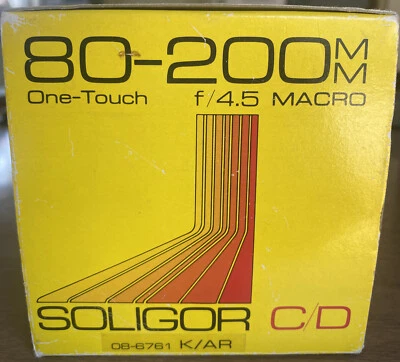 80-200MM
One-Touch f/4.5 MACRO
SOLIGOR C/D
08-6761 K/AR